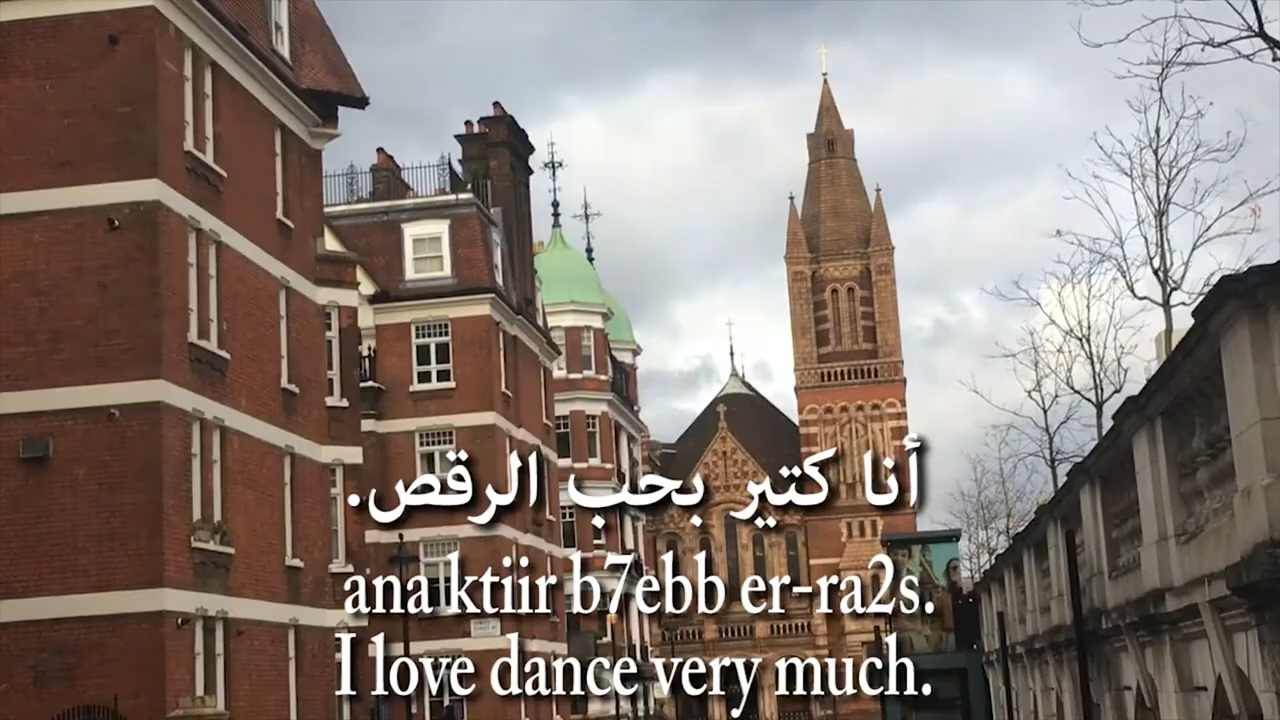 أنا كتير بحب الرقص.
ana ktiir b7ebb er-ra2s.
I love dance very much.